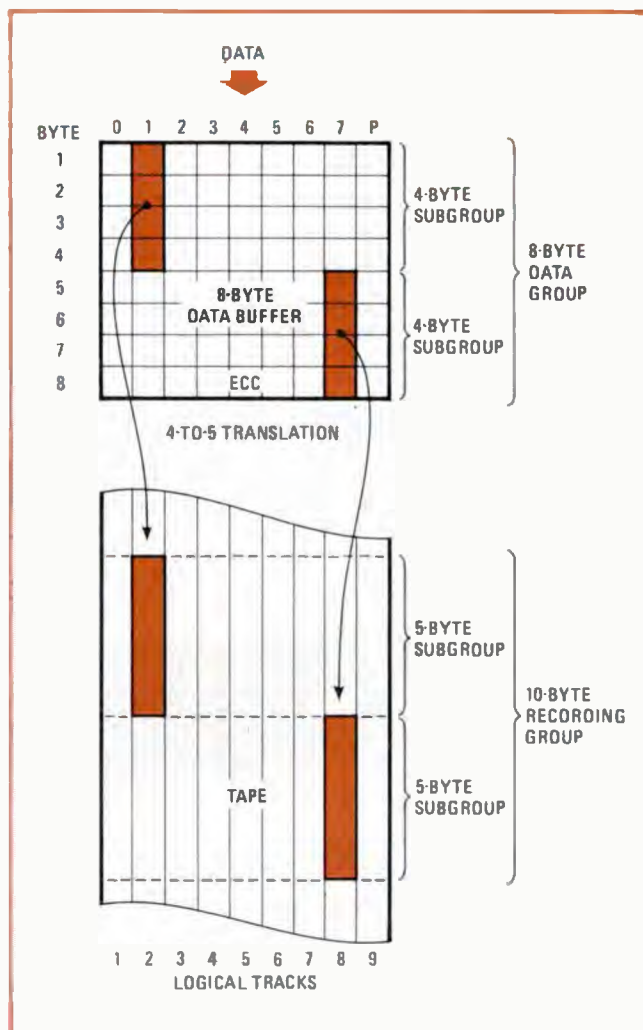 DATA
0 1 2 3 4 5 6 7 P
BYTE
1
2
3
4
5
6
7
8
8-BYTE
DATA BUFFER
ECC
4-BYTE
SUBGROUP
4-BYTE
SUBGROUP
8-BYTE
DATA
GROUP
4-TO-5 TRANSLATION
5-BYTE
SUBGROUP
5-BYTE
SUBGROUP
10-BYTE
RECORDING
GROUP
TAPE
1 2 3 4 5 6 7 8 9
LOGICAL TRACKS